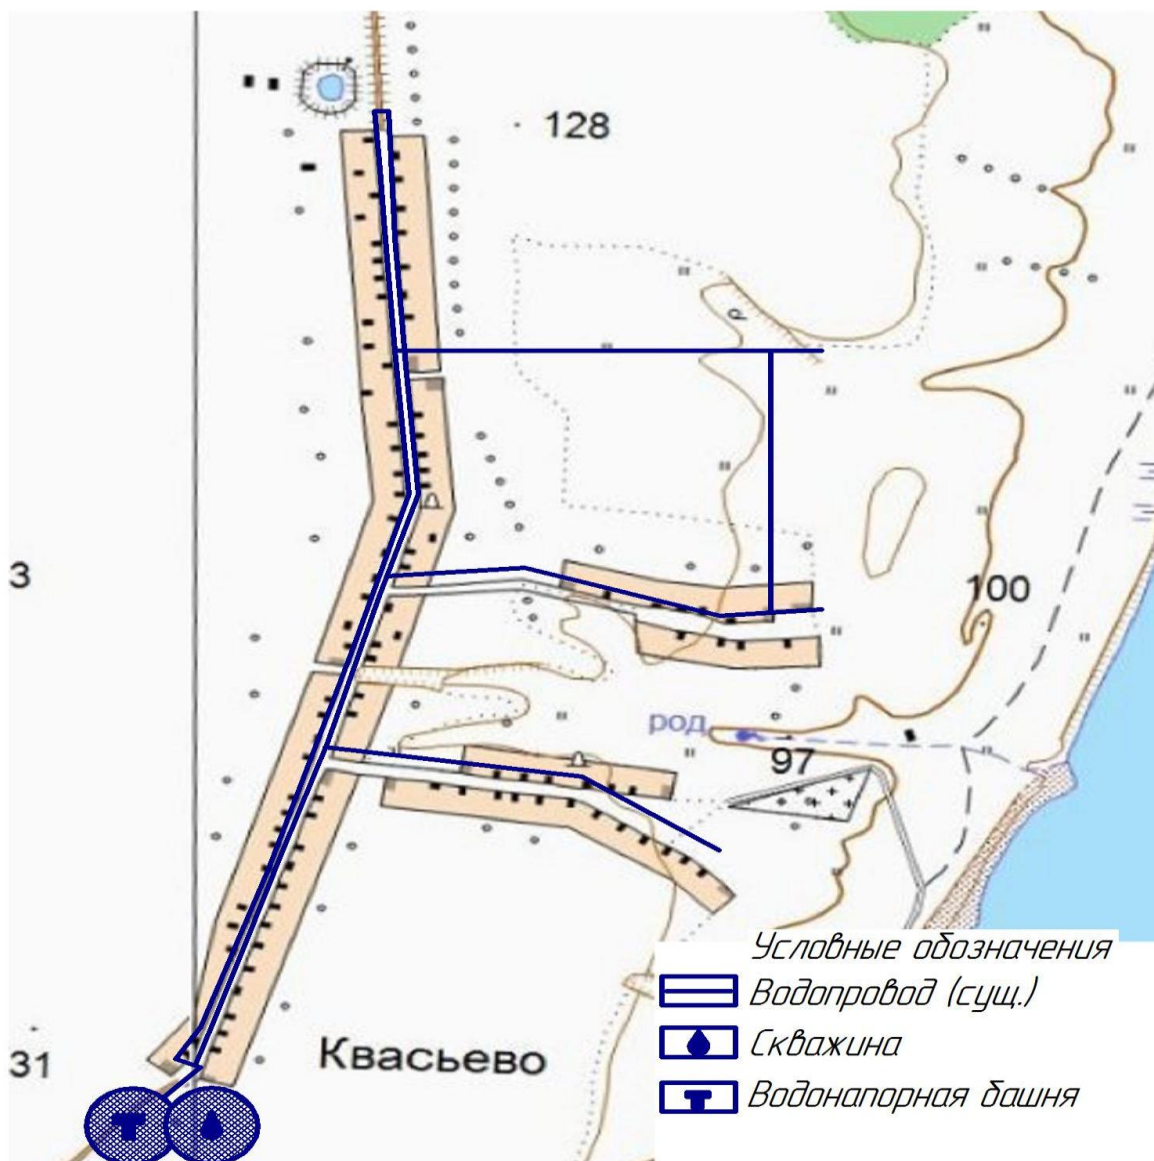 128
р
3
100
род
97
Условные обозначения
Водопровод (сущ.)
Скважина
31
Квасьево
Водонапорная башня